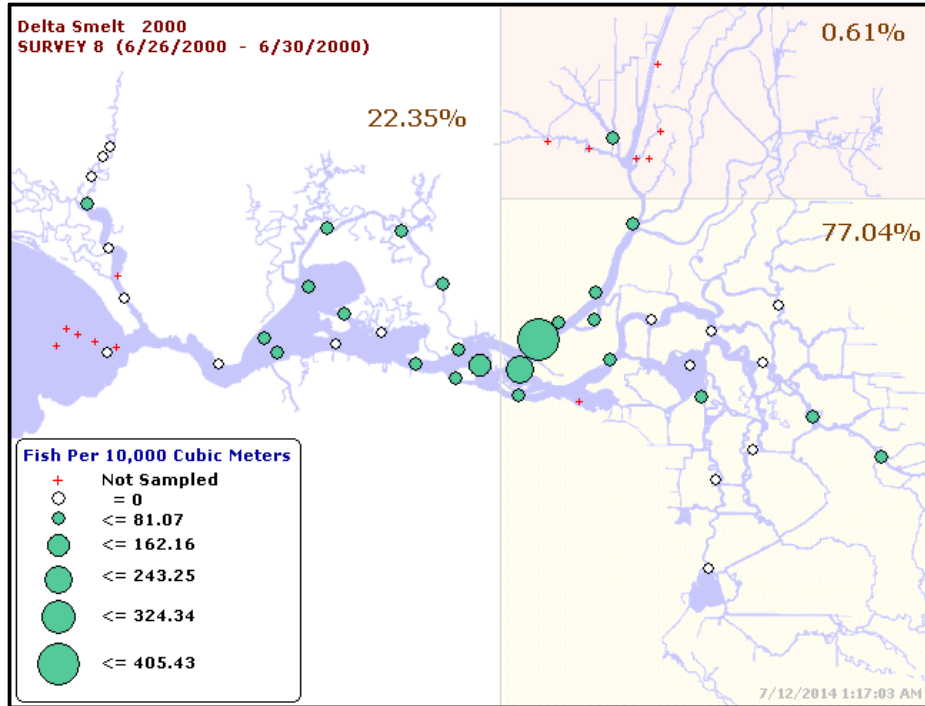 Delta Smelt 2000
SURVEY 8 (6/26/2000 - 6/30/2000)
0.61%
22.35%
77.04%
Fish Per 10,000 Cubic Meters
Not Sampled
= 0
<= 81.07
<= 162.16
<= 243.25
<= 324.34
<= 405.43
7/12/2014 1:17:03 AM